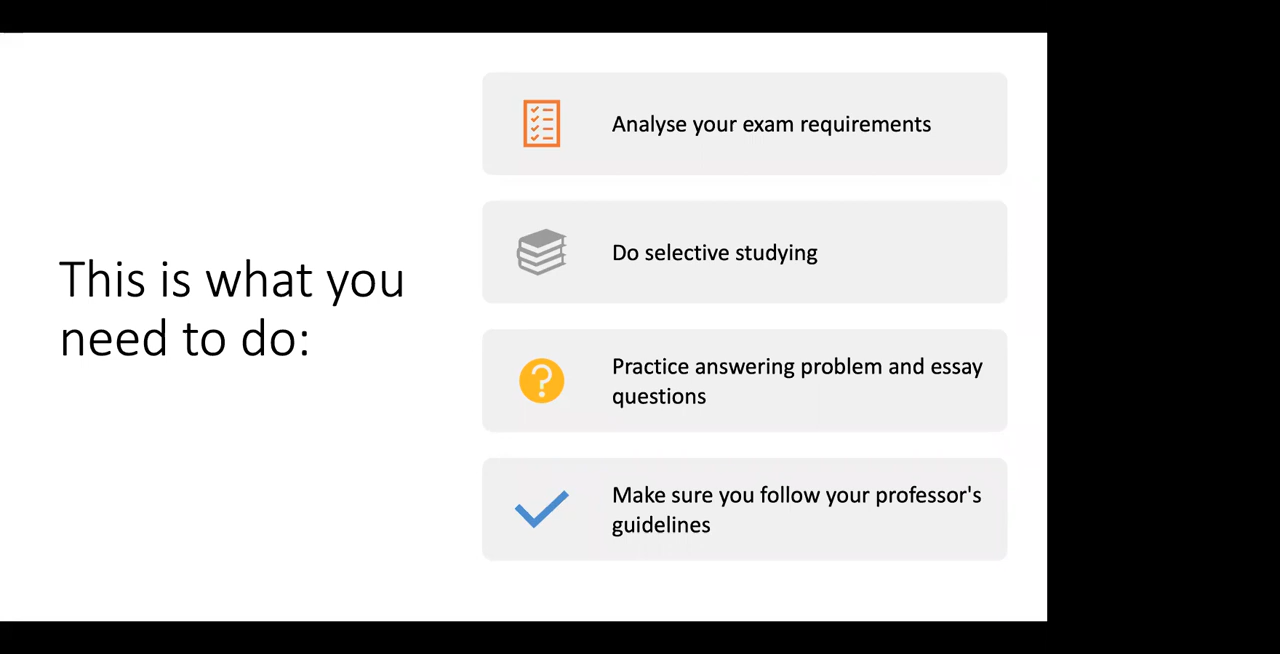 This is what you
need to do:
Analyse your exam requirements
Do selective studying
Practice answering problem and essay
questions
Make sure you follow your professor's
guidelines